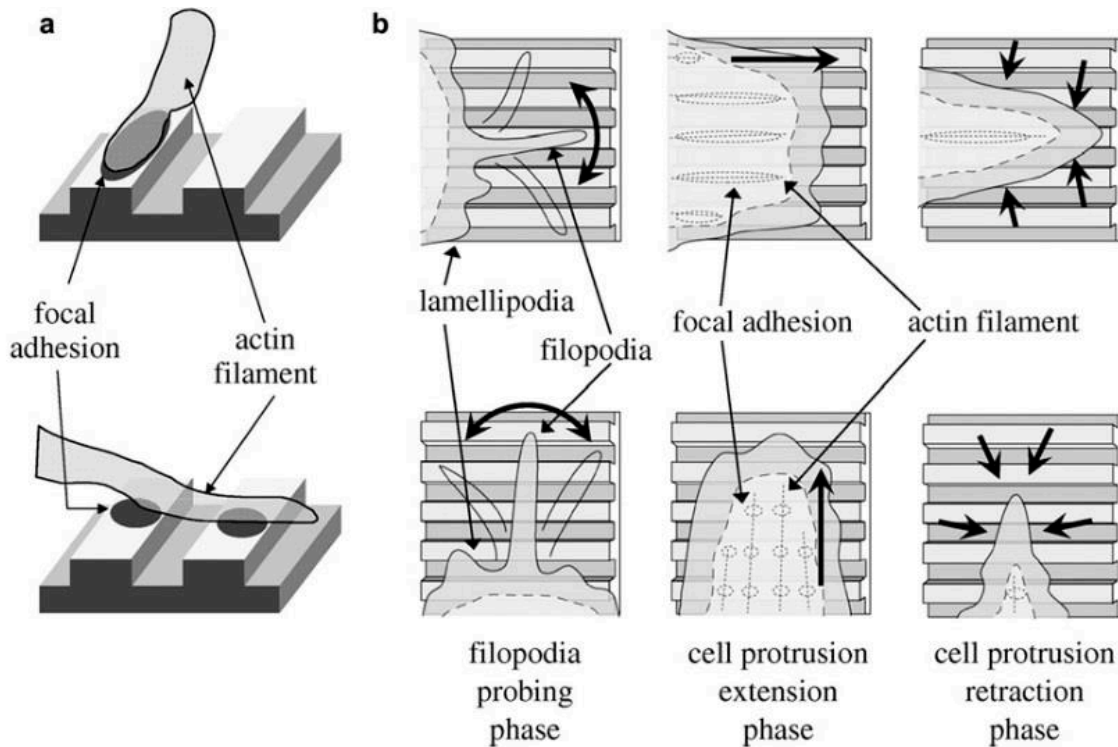 a
b
focal
adhesion
actin
filament
lamellipodia
filopodia
focal adhesion
actin filament
filopodia
probing
phase
cell protrusion
extension
phase
cell protrusion
retraction
phase